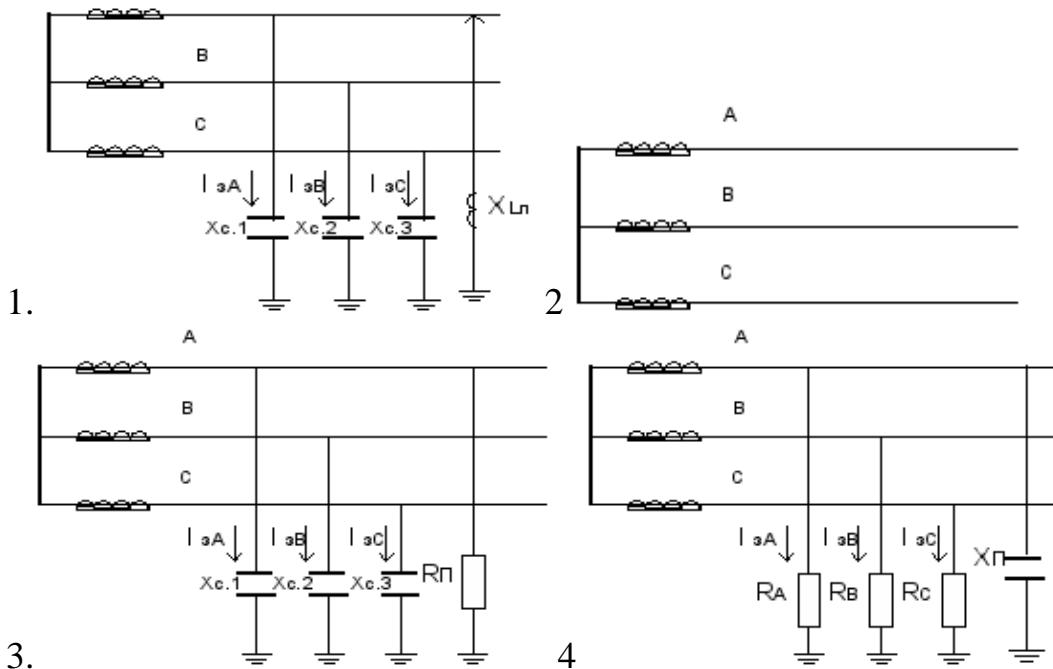 B
C
I эA I эB I эC
Xc.1 Xc.2 Xc.3 X Lп
1.
A
B
C
2
A
B
C
I эA I эB I эC
Xc.1 Xc.2 Xc.3 Rп
3.
A
B
C
I эA I эB I эC
RA RB RC Xп
4